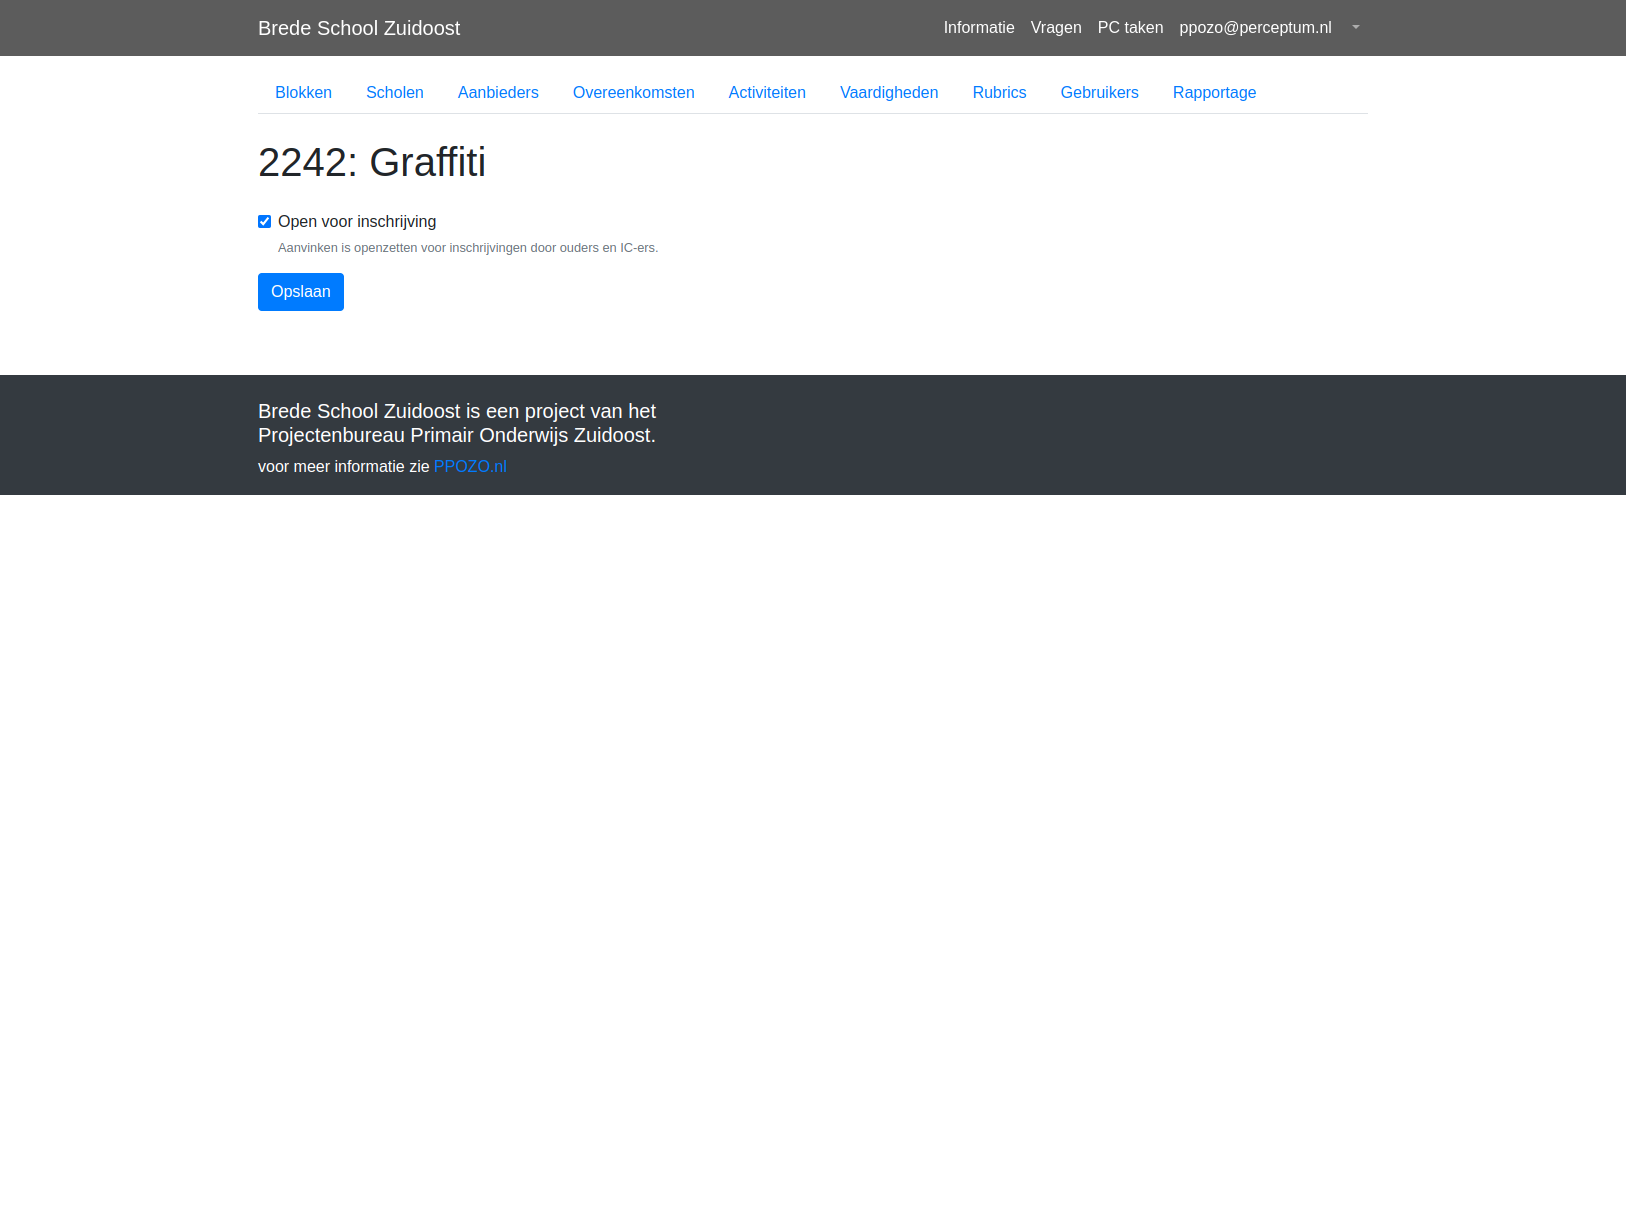 Brede School Zuidoost
Informatie Vragen PC taken ppozo@perceptum.nl
Blokken Scholen Aanbieders Overeenkomsten Activiteiten Vaardigheden Rubrics Gebruikers Rapportage
2242: Graffiti
Open voor inschrijving
Aanvinken is openzetten voor inschrijvingen door ouders en IC-ers.
Opslaan
Brede School Zuidoost is een project van het
Projectenbureau Primair Onderwijs Zuidoost.
voor meer informatie zie PPOZO.nl